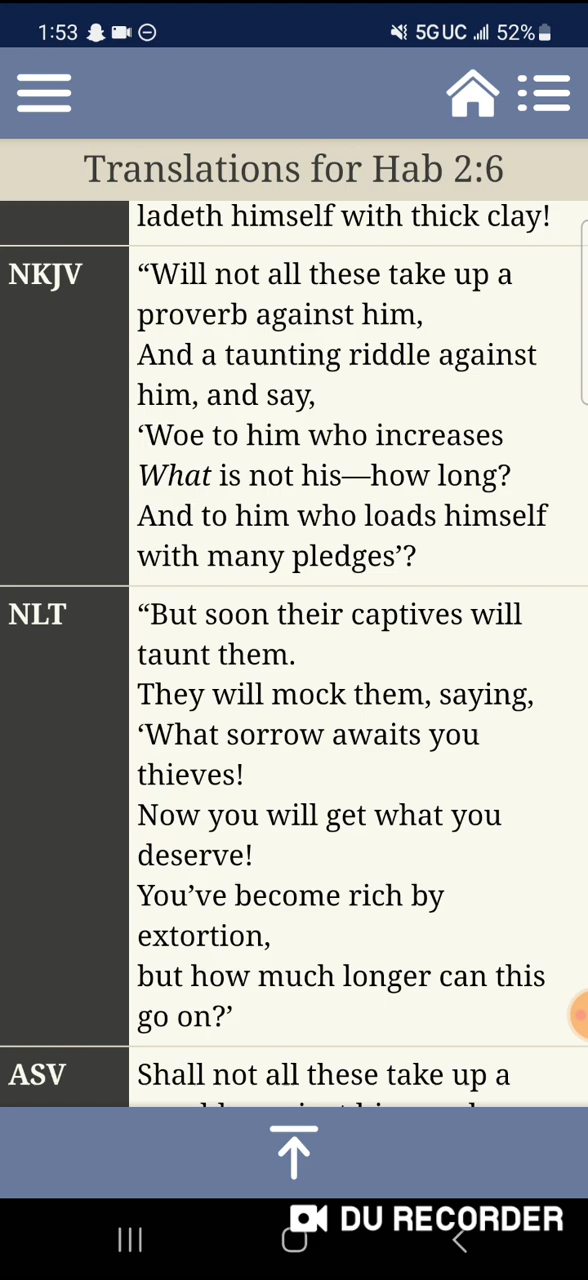 1:53
5G UC
52%
Translations for Hab 2:6
ladeth himself with thick clay!
NKJV
“Will not all these take up a
proverb against him,
And a taunting riddle against
him, and say,
‘Woe to him who increases
What is not his—how long?
And to him who loads himself
with many pledges’?
NLT
“But soon their captives will
taunt them.
They will mock them, saying,
‘What sorrow awaits you
thieves!
Now you will get what you
deserve!
You’ve become rich by
extortion,
but how much longer can this
go on?’
ASV
Shall not all these take up a
DU RECORDER